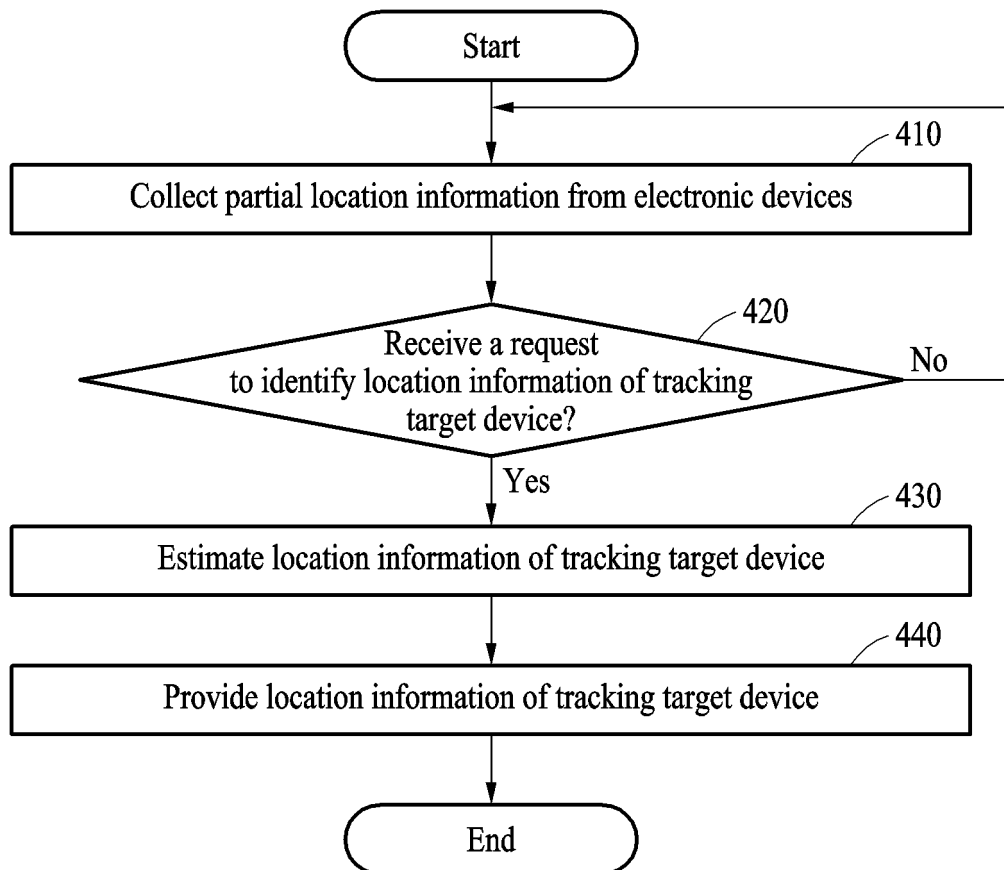 Start
410
Collect partial location information from electronic devices
420
Receive a request
to identify location information of tracking
target device?
No
Yes
430
Estimate location information of tracking target device
440
Provide location information of tracking target device
End